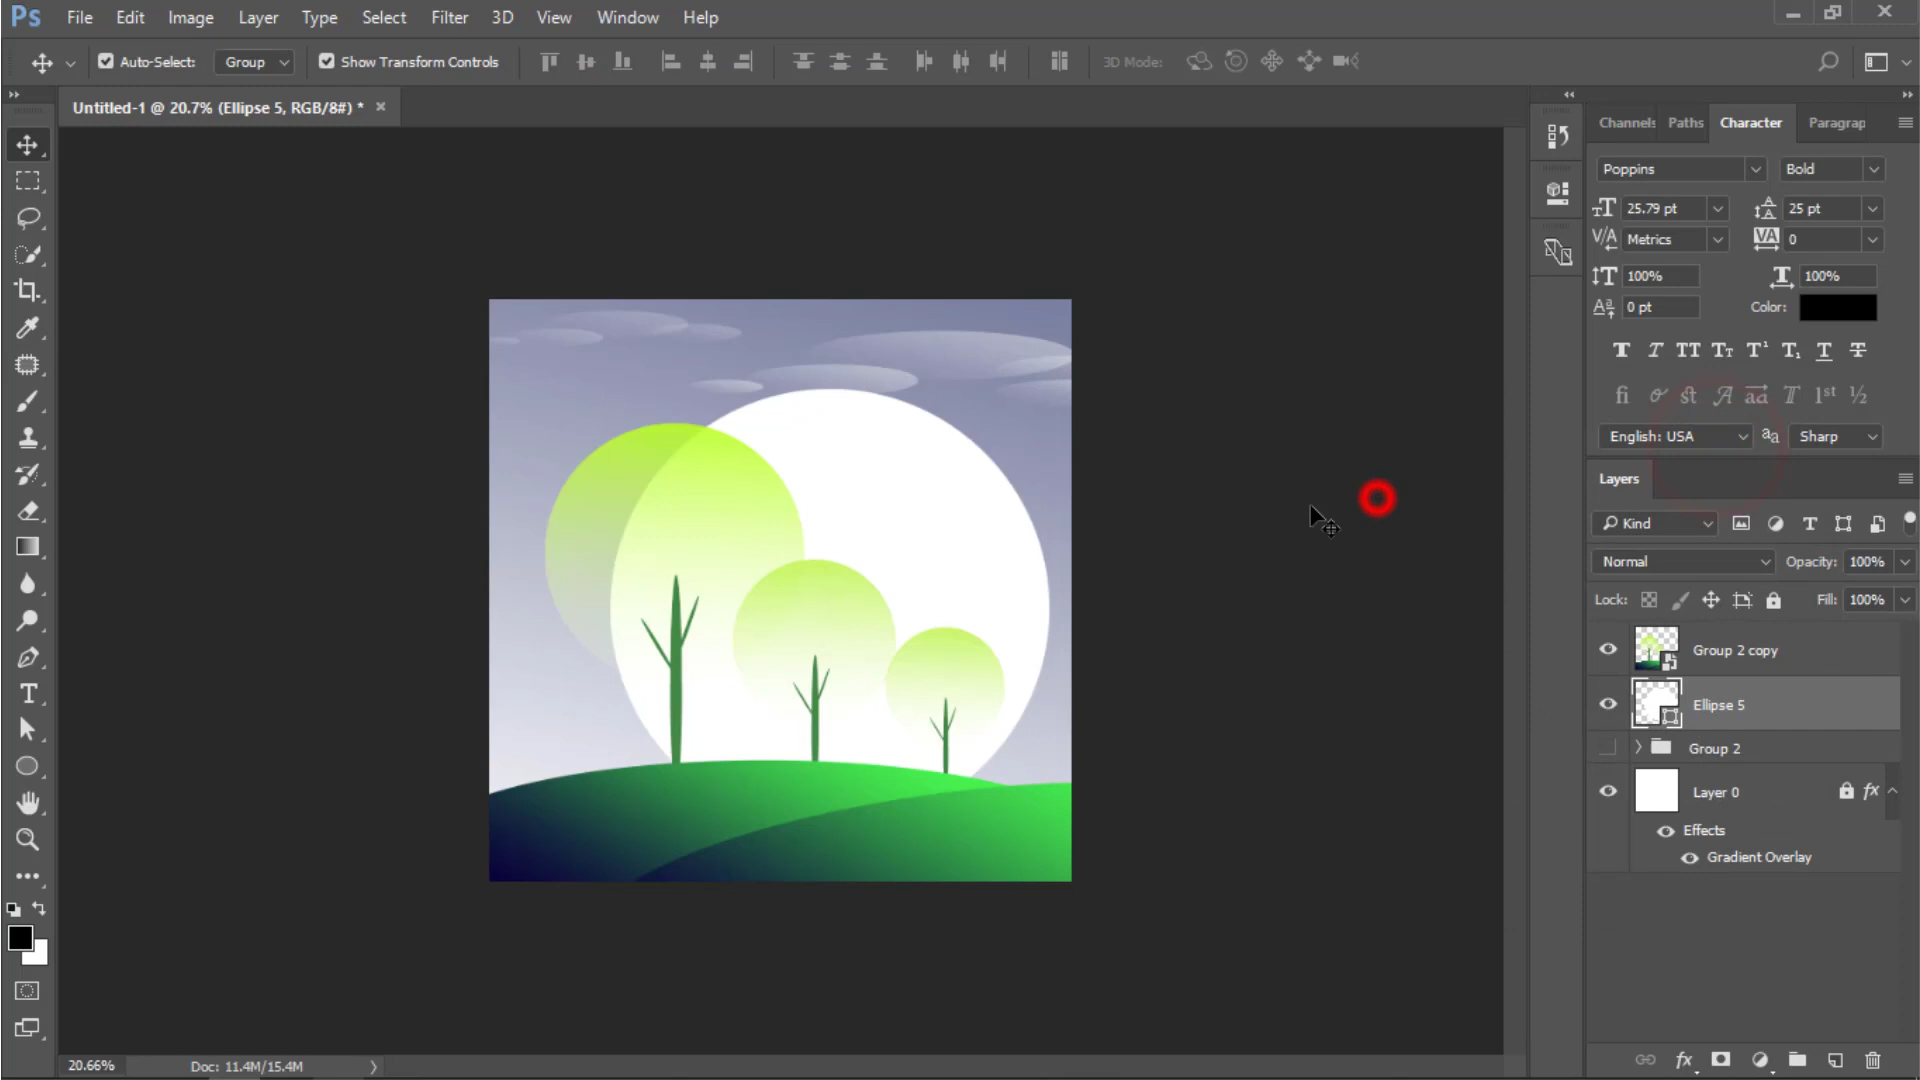 Ps File Edit Image Layer Type Select Filter 3D View Window Help
Auto-Select: Group Show Transform Controls 3D Mode:
Untitled-1 @ 20.7% (Ellipse 5, RGB/8#) *
Channels Paths Character Paragrap
Poppins Bold
25.79 pt 25 pt
Metrics 0
100% 100%
0 pt Color:
English: USA Sharp
Layers
Kind
Normal Opacity: 100%
Lock: Fill: 100%
Group 2 copy
Ellipse 5
Group 2
Layer 0 fx
Effects
Gradient Overlay
20.66% Doc: 11.4M/15.4M
fx